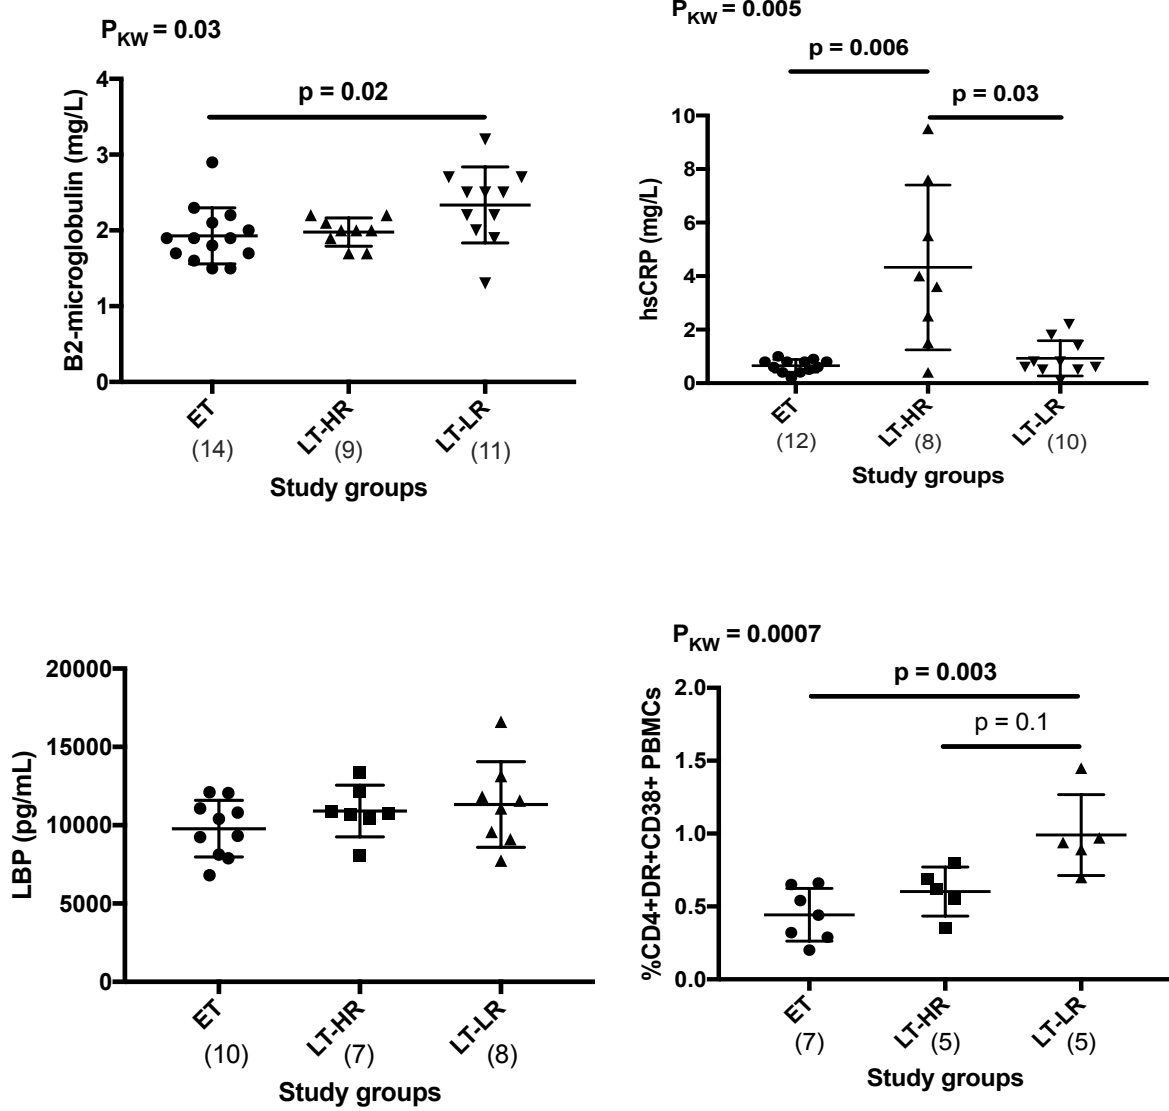 P_KW = 0.03
p = 0.02
B2-microglobulin (mg/L)
4
3
2
1
0
ET
LT-HR
LT-LR
(14)
(9)
(11)
Study groups
P_KW = 0.005
p = 0.006
p = 0.03
hsCRP (mg/L)
10
8
6
4
2
0
ET
LT-HR
LT-LR
(12)
(8)
(10)
Study groups
LBP (pg/mL)
20000
15000
10000
5000
0
ET
LT-HR
LT-LR
(10)
(7)
(8)
Study groups
P_KW = 0.0007
p = 0.003
p = 0.1
%CD4+DR+CD38+ PBMCs
2.0
1.5
1.0
0.5
0.0
ET
LT-HR
LT-LR
(7)
(5)
(5)
Study groups